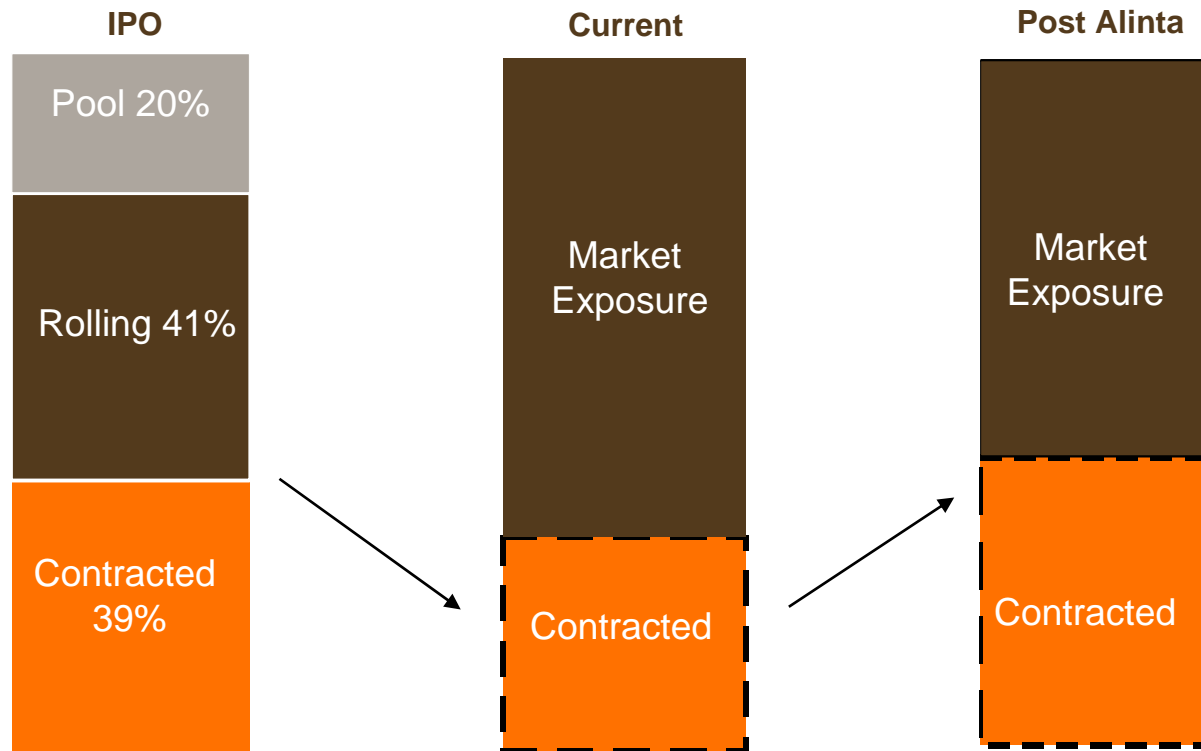 IPO
Current
Post Alinta
Pool 20%
Rolling 41%
Contracted
39%
Market
Exposure
Contracted
Market
Exposure
Contracted